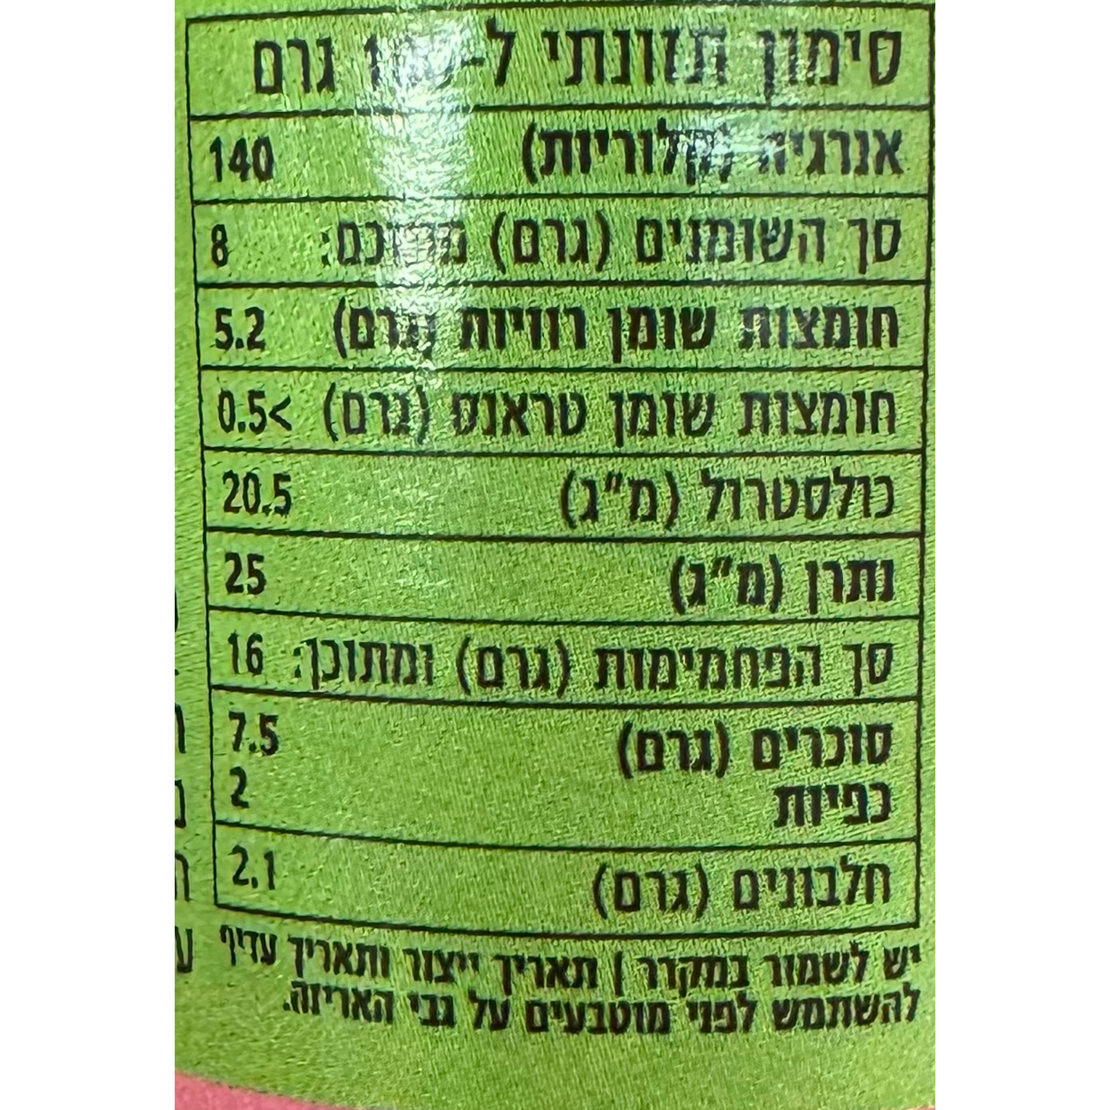 סימון תזונתי ל-100 גרם
אנרגיה (קלוריות) 140
סך השומנים (גרם) מתוכם: 8
חומצות שומן רוויות (גרם) 5.2
חומצות שומן טראנס (גרם) <0.5
כולסטרול (מ"ג) 20.5
נתרן (מ"ג) 25
סך הפחמימות (גרם) ומתוכן: 16
סוכרים (גרם) 7.5
כפיות 2
חלבונים (גרם) 2.1
יש לשמור במקרר | תאריך ייצור ותאריך עדיף
להשתמש לפני מוטבעים על גבי האריזה.